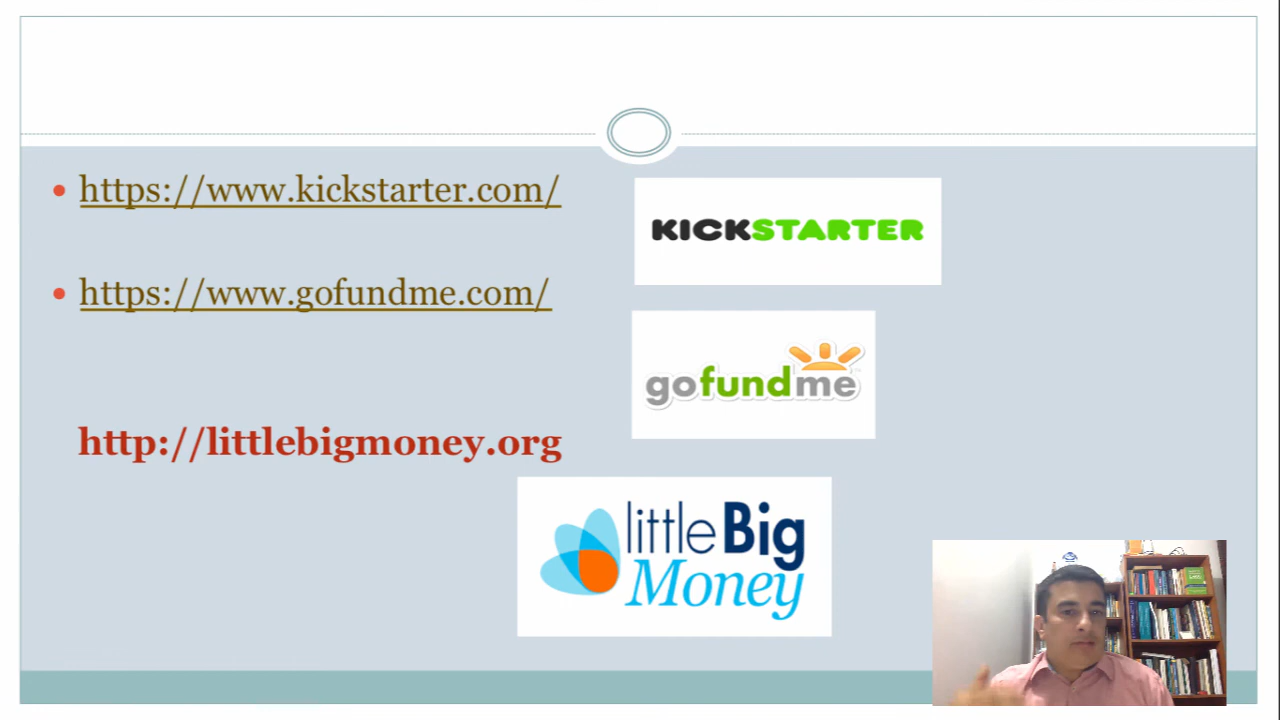 https://www.kickstarter.com/
KICKSTARTER
https://www.gofundme.com/
gofundme
http://littlebigmoney.org
little Big
Money